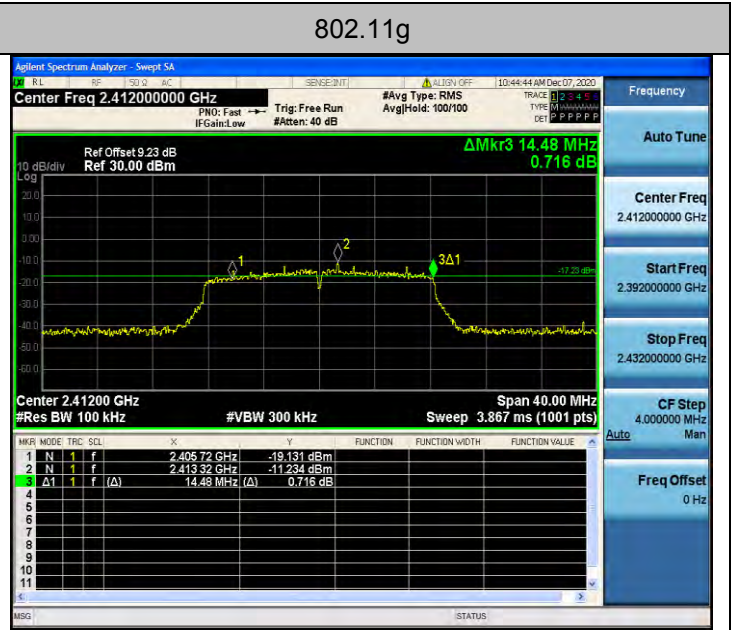 802.11g
Agilent Spectrum Analyzer - Swept SA
RL RF 50 Ω AC SENSE:INT ALIGN OFF 10:44:44 AM Dec 07, 2020
Center Freq 2.412000000 GHz
PNO: Fast
IFGain:Low
Trig: Free Run
#Atten: 40 dB
#Avg Type: RMS
Avg|Hold: 100/100
TRACE 1 2 3 4 5 6
TYPE M
DET P P P P P P
Ref Offset 9.23 dB
Ref 30.00 dBm
10 dB/div
Log
ΔMkr3 14.48 MHz
0.716 dB
20.0
10.0
0.00
-10.0
-20.0
-30.0
-40.0
-50.0
-60.0
1
2
3Δ1
-17.23 dBm
Center 2.41200 GHz Span 40.00 MHz
#Res BW 100 kHz #VBW 300 kHz Sweep 3.867 ms (1001 pts)
MKR MODE TRC SCL X Y FUNCTION FUNCTION WIDTH FUNCTION VALUE
1 N 1 f 2.405 72 GHz -19.131 dBm
2 N 1 f 2.413 32 GHz -11.234 dBm
3 Δ1 1 f (Δ) 14.48 MHz (Δ) 0.716 dB
4
5
6
7
8
9
10
11
MSG STATUS
Frequency
Auto Tune
Center Freq
2.412000000 GHz
Start Freq
2.392000000 GHz
Stop Freq
2.432000000 GHz
CF Step
4.000000 MHz
Auto Man
Freq Offset
0 Hz